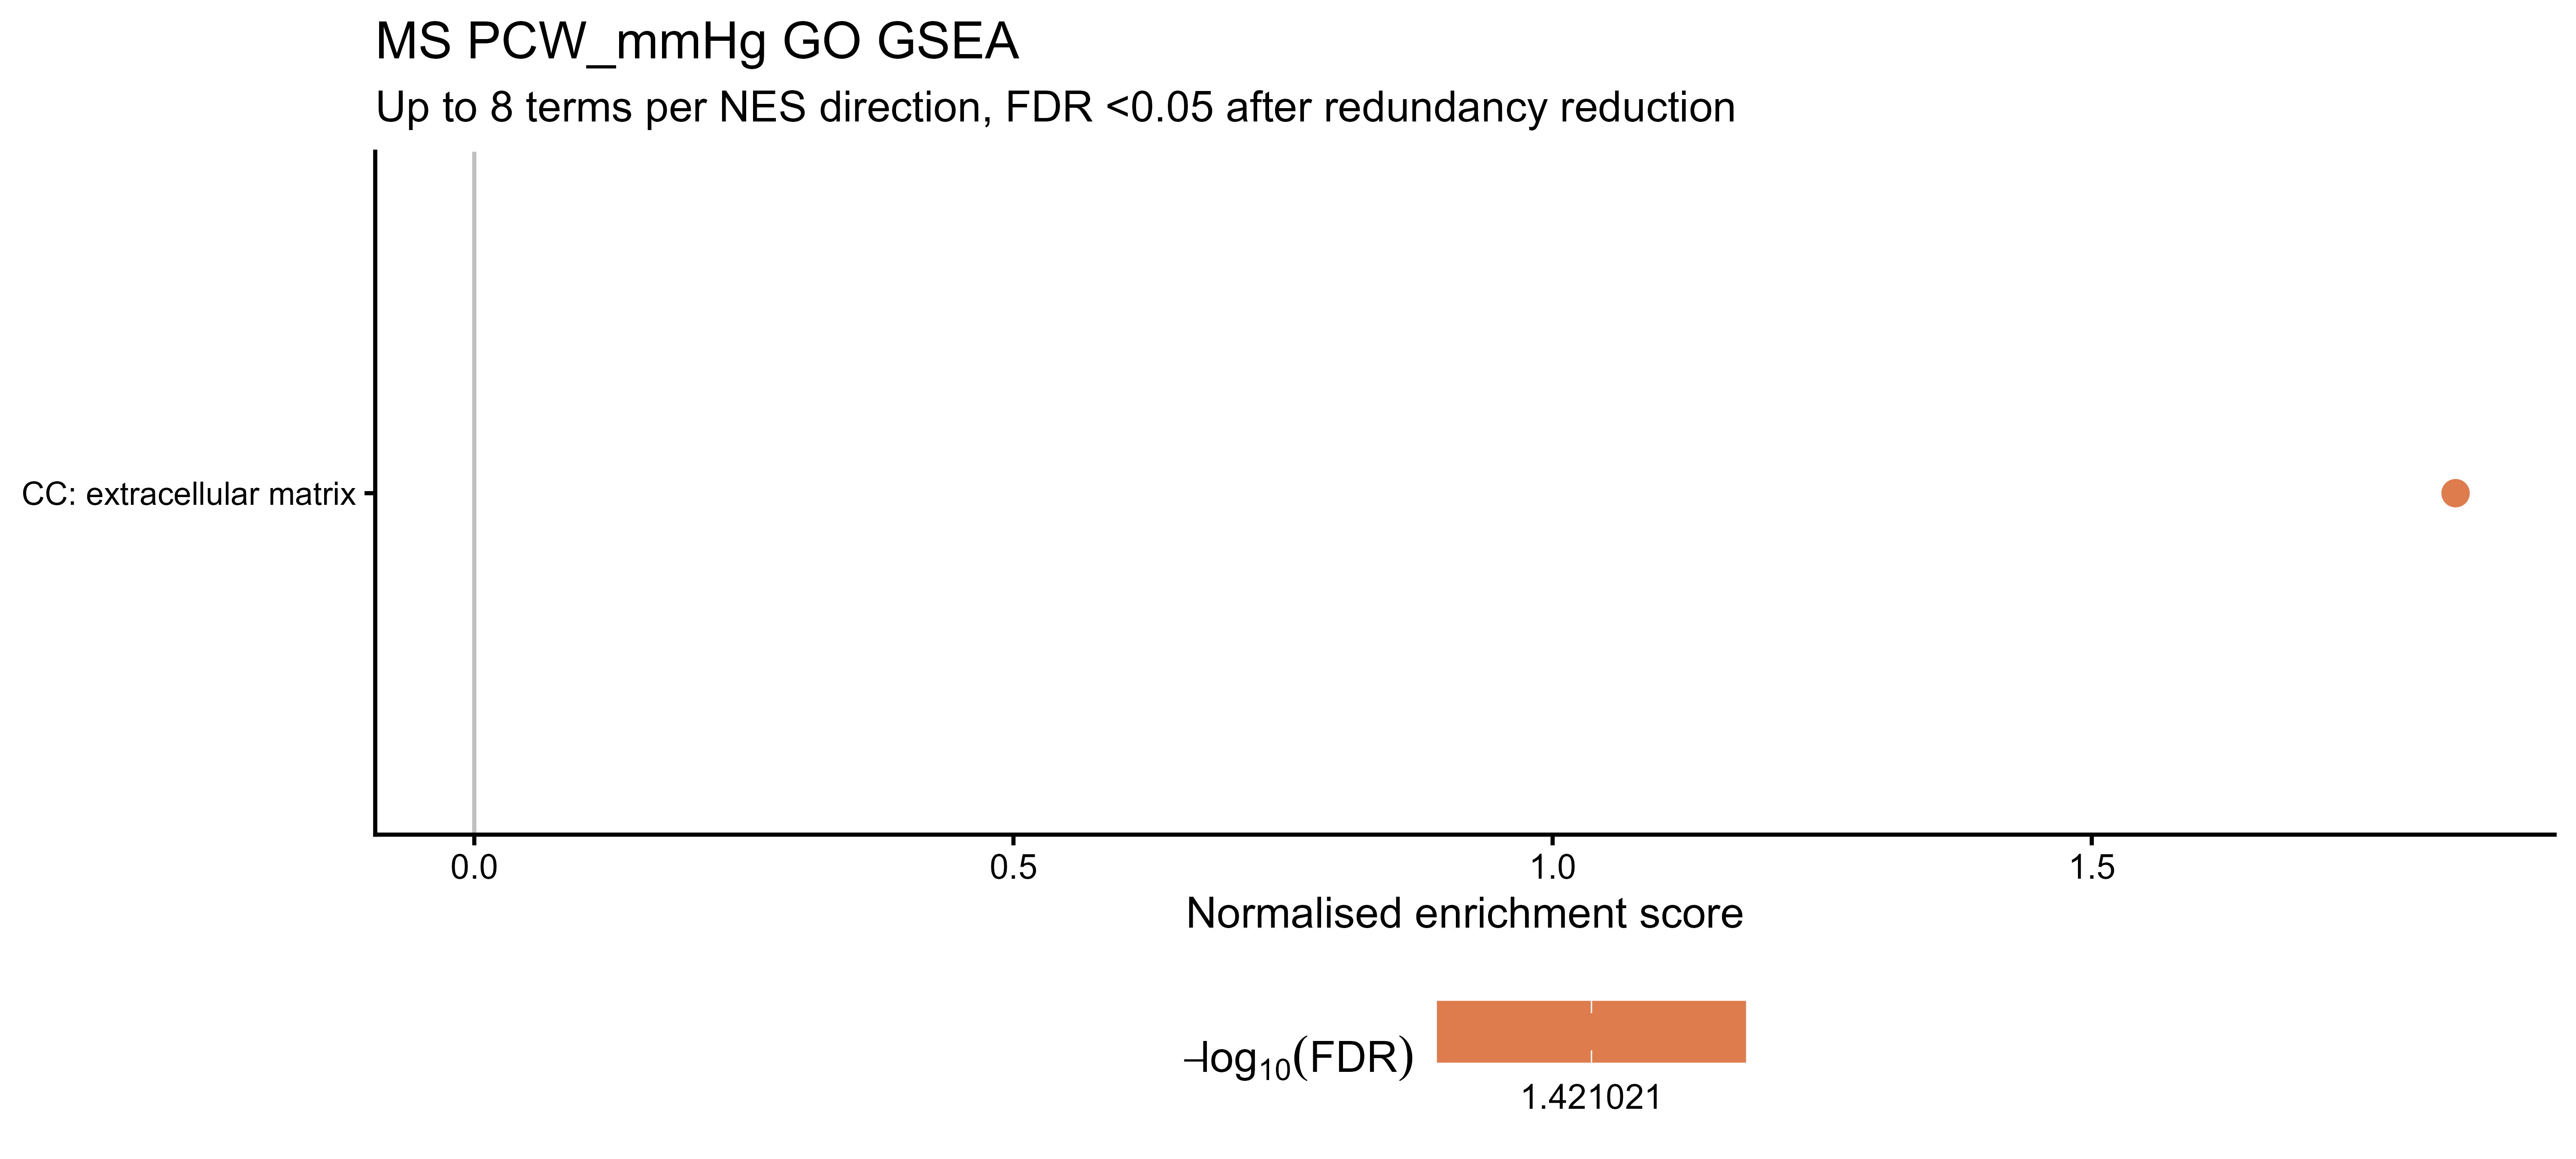 MS PCW_mmHg GO GSEA
Up to 8 terms per NES direction, FDR <0.05 after redundancy reduction
CC: extracellular matrix
0.0 0.5 1.0 1.5
Normalised enrichment score
−log₁₀(FDR)
1.421021